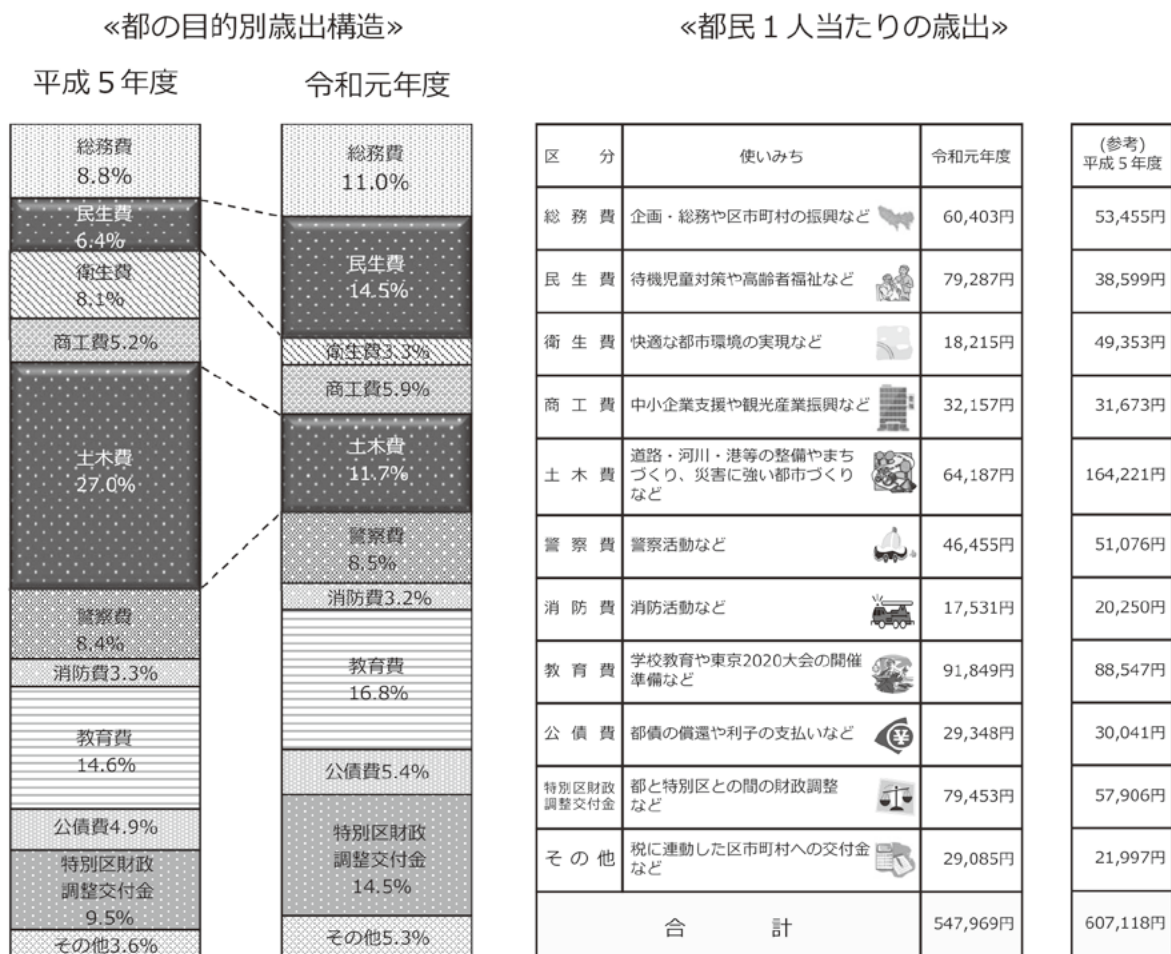 ≪都の目的別歳出構造≫
平成５年度
総務費
8.8%
民生費
6.4%
衛生費
8.1%
商工費5.2%
土木費
27.0%
警察費
8.4%
消防費3.3%
教育費
14.6%
公債費4.9%
特別区財政
調整交付金
9.5%
その他3.6%
令和元年度
総務費
11.0%
民生費
14.5%
衛生費3.3%
商工費5.9%
土木費
11.7%
警察費
8.5%
消防費3.2%
教育費
16.8%
公債費5.4%
特別区財政
調整交付金
14.5%
その他5.3%
≪都民１人当たりの歳出≫
区 分 使いみち 令和元年度 (参考)
平成５年度
総務費 企画・総務や区市町村の振興など 60,403円 53,455円
民生費 待機児童対策や高齢者福祉など 79,287円 38,599円
衛生費 快適な都市環境の実現など 18,215円 49,353円
商工費 中小企業支援や観光産業振興など 32,157円 31,673円
土木費 道路・河川・港等の整備やまち
づくり、災害に強い都市づくり
など 64,187円 164,221円
警察費 警察活動など 46,455円 51,076円
消防費 消防活動など 17,531円 20,250円
教育費 学校教育や東京2020大会の開催
準備など 91,849円 88,547円
公債費 都債の償還や利子の支払いなど ¥ 29,348円 30,041円
特別区財政
調整交付金 都と特別区との間の財政調整
など 79,453円 57,906円
その他 税に連動した区市町村への交付金
など 29,085円 21,997円
合 計 547,969円 607,118円